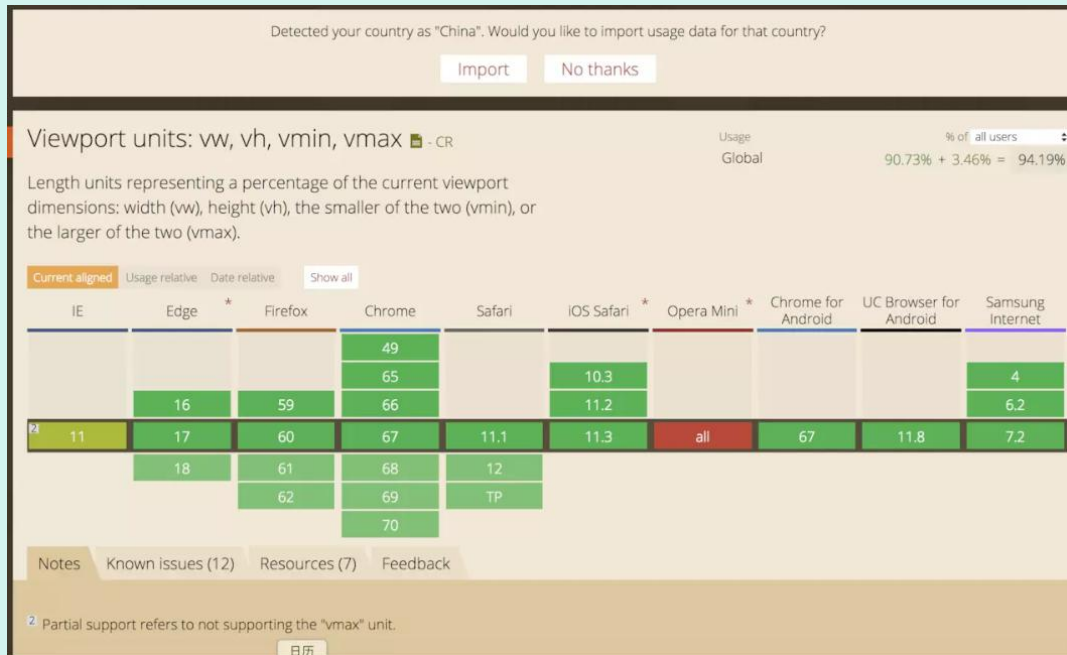 Detected your country as "China". Would you like to import usage data for that country?
Import No thanks
Viewport units: vw, vh, vmin, vmax - CR
Usage % of all users
Global 90.73% + 3.46% = 94.19%
Length units representing a percentage of the current viewport
dimensions: width (vw), height (vh), the smaller of the two (vmin), or
the larger of the two (vmax).
Current aligned Usage relative Date relative Show all
IE Edge * Firefox Chrome Safari iOS Safari * Opera Mini * Chrome for Android UC Browser for Android Samsung Internet
49
65 10.3 4
16 59 66 11.2 6.2
2 11 17 60 67 11.1 11.3 all 67 11.8 7.2
18 61 68 12
62 69 TP
70
Notes Known issues (12) Resources (7) Feedback
2 Partial support refers to not supporting the "vmax" unit.
日历